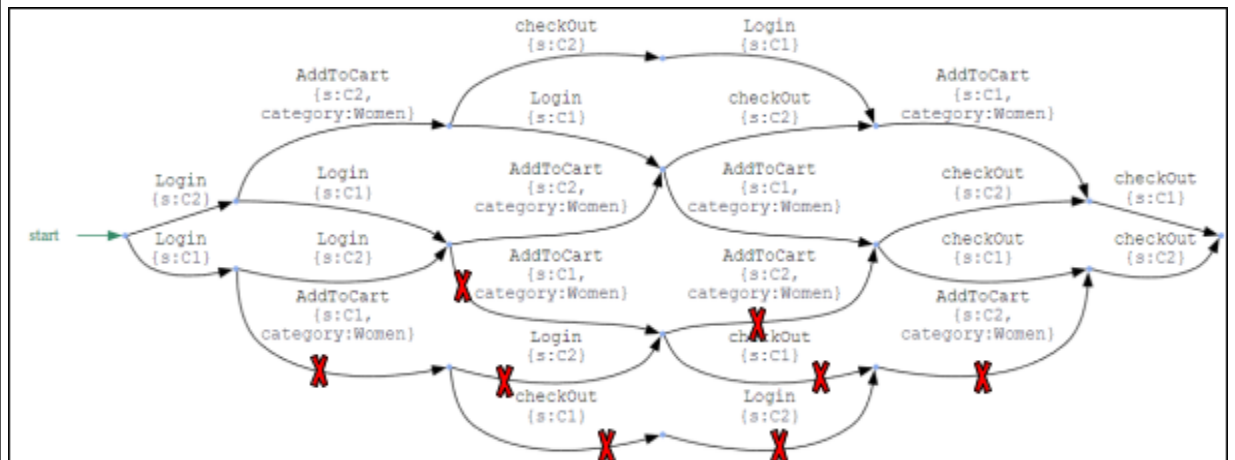 checkOut
{s:C2}
Login
{s:C1}
AddToCart
{s:C2,
category:Women}
Login
{s:C1}
checkOut
{s:C2}
AddToCart
{s:C1,
category:Women}
Login
{s:C2}
Login
{s:C1}
AddToCart
{s:C2,
category:Women}
AddToCart
{s:C1,
category:Women}
checkOut
{s:C2}
checkOut
{s:C1}
start
Login
{s:C1}
Login
{s:C2}
AddToCart
{s:C1,
category:Women}
AddToCart
{s:C2,
category:Women}
checkOut
{s:C1}
checkOut
{s:C2}
AddToCart
{s:C1,
category:Women}
Login
{s:C2}
checkOut
{s:C1}
AddToCart
{s:C2,
category:Women}
checkOut
{s:C1}
Login
{s:C2}